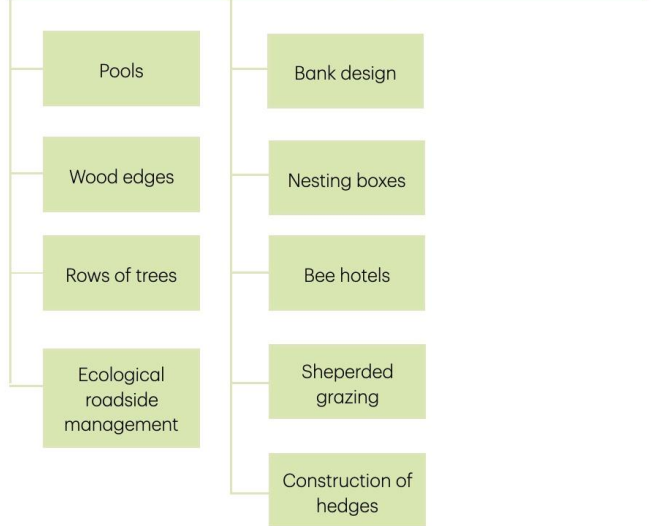 Pools
Wood edges
Rows of trees
Ecological
roadside
management
Bank design
Nesting boxes
Bee hotels
Sheperded
grazing
Construction of
hedges